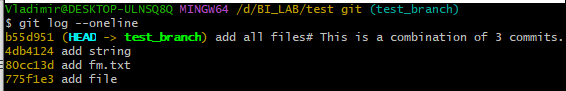 Vladimir@DESKTOP-ULNSQ8Q MINGW64 /d/BI_LAB/test git (test_branch)
$ git log --oneline
b55d951 (HEAD -> test_branch) add all files# This is a combination of 3 commits.
4db4124 add string
80cc13d add fm.txt
775f1e3 add file